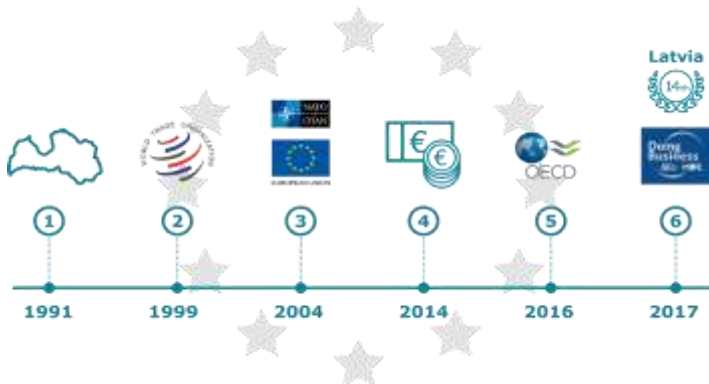 Latvia
14th
WORLD TRADE ORGANIZATION
NATO
OTAN
EUROPEAN UNION
€
€
OECD
Doing
Business
1
2
3
4
5
6
1991
1999
2004
2014
2016
2017